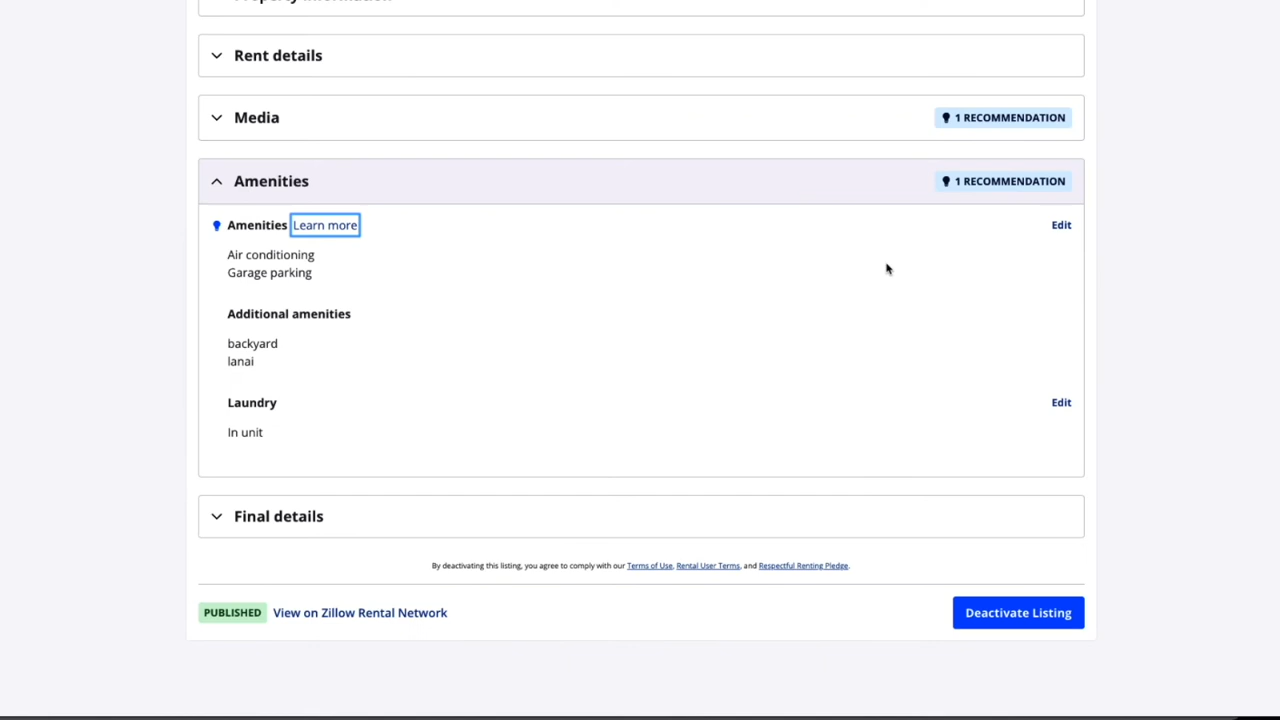 Property information
Rent details
Media
1 RECOMMENDATION
Amenities
1 RECOMMENDATION
Amenities Learn more
Edit
Air conditioning
Garage parking
Additional amenities
backyard
lanai
Laundry
Edit
In unit
Final details
By deactivating this listing, you agree to comply with our Terms of Use, Rental User Terms, and Respectful Renting Pledge.
PUBLISHED View on Zillow Rental Network
Deactivate Listing